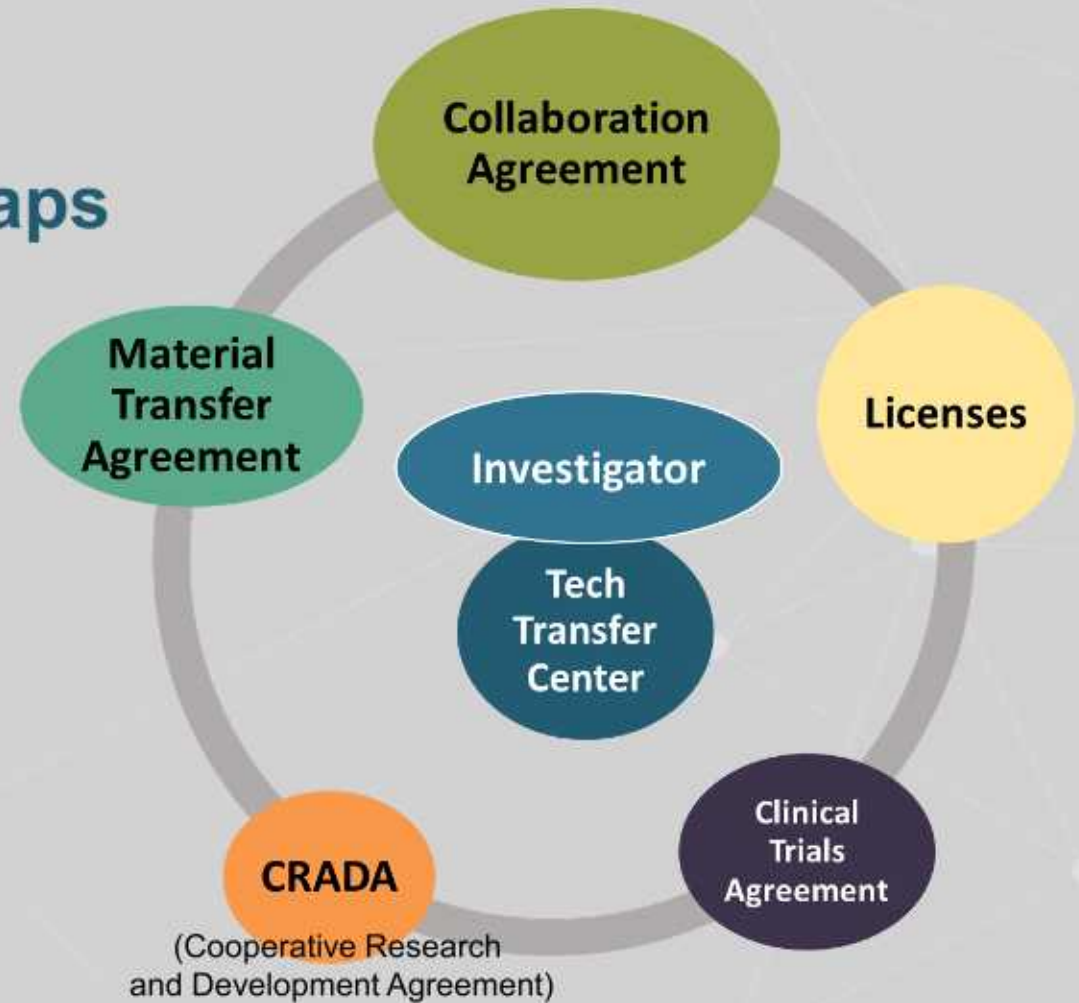 aps
Collaboration
Agreement
Material
Transfer
Agreement
Licenses
Investigator
Tech
Transfer
Center
Clinical
Trials
Agreement
CRADA
(Cooperative Research
and Development Agreement)